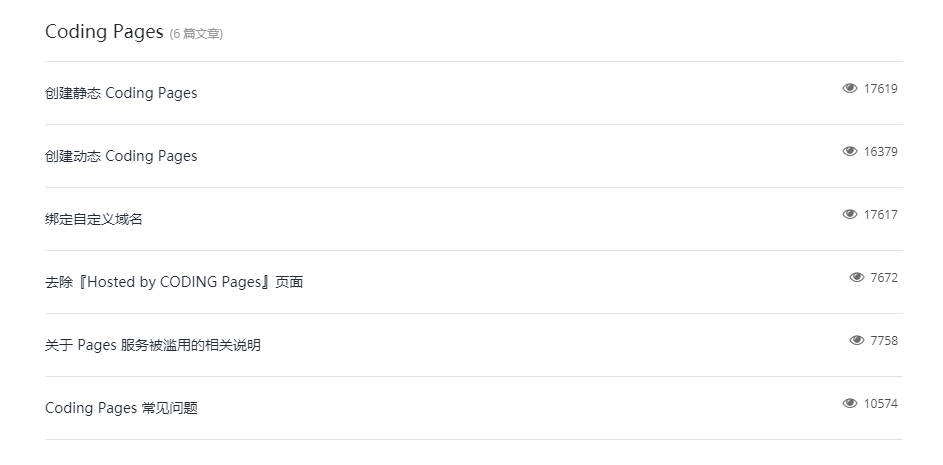 Coding Pages (6 篇文章)
创建静态 Coding Pages 17619
创建动态 Coding Pages 16379
绑定自定义域名 17617
去除『Hosted by CODING Pages』页面 7672
关于 Pages 服务被滥用的相关说明 7758
Coding Pages 常见问题 10574